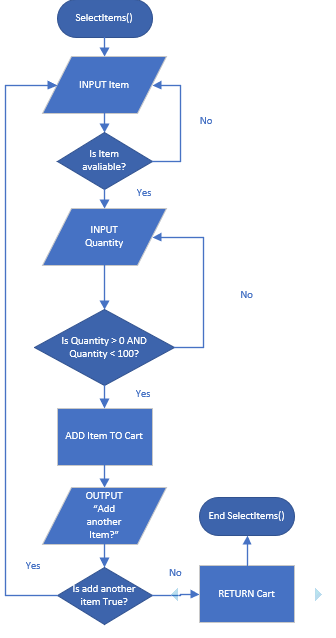 SelectItems()
INPUT Item
No
Is Item
avaliable?
Yes
INPUT
Quantity
No
Is Quantity > 0 AND
Quantity < 100?
Yes
ADD Item TO Cart
OUTPUT
“Add
another
Item?”
End SelectItems()
Yes
No
Is add another
item True?
RETURN Cart